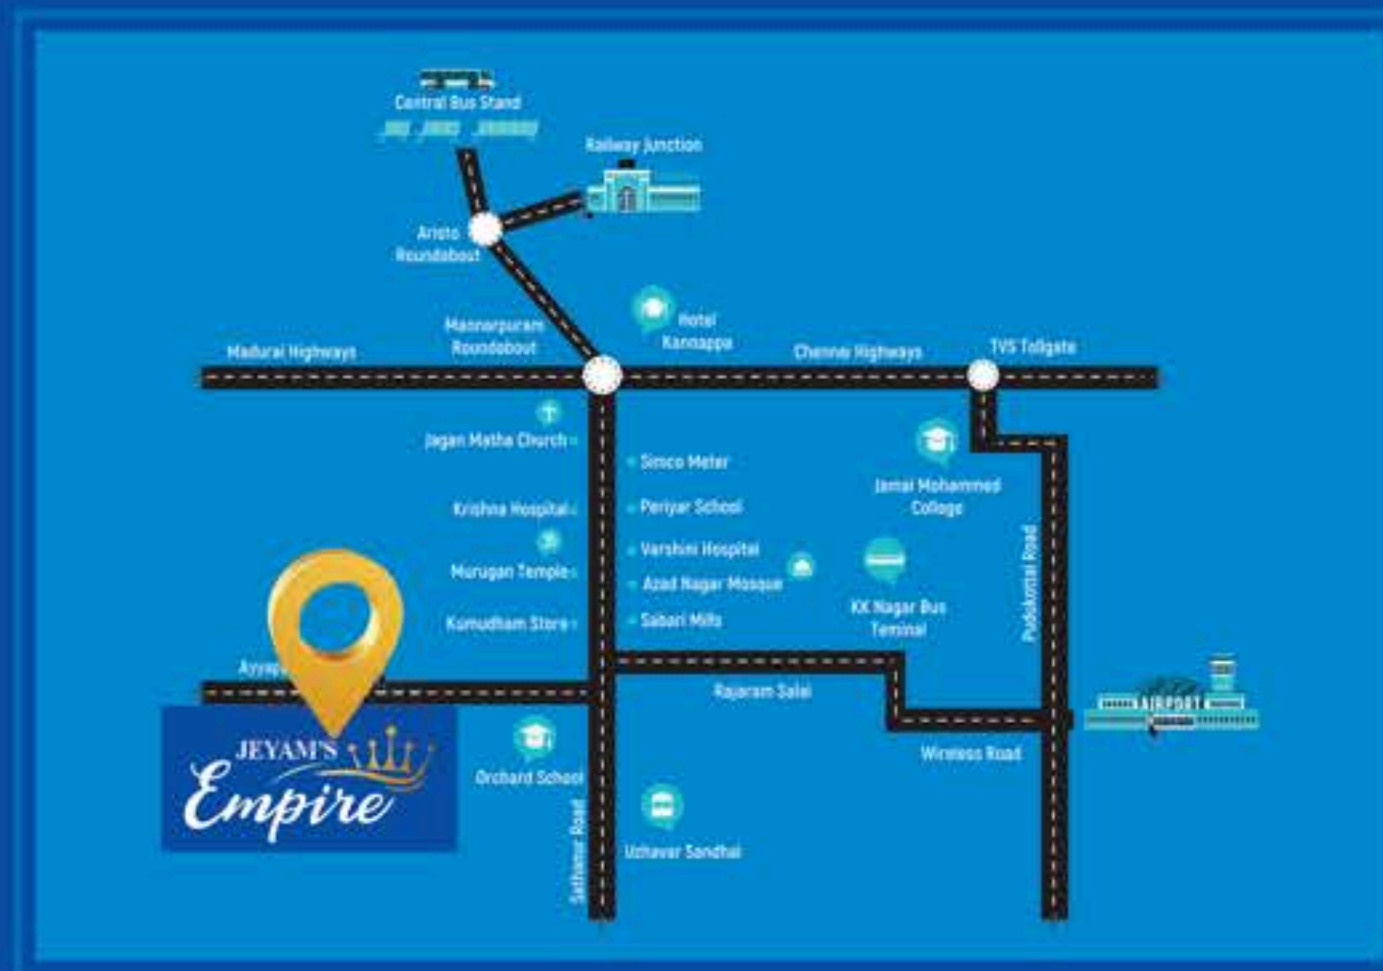 Central Bus Stand
Railway Junction
Aristo
Roundabout
Mannarpuram
Roundabout
Hotel
Kannappa
Madurai Highways
Chennai Highways
TVS Tollgate
Jagan Matha Church
Simco Meter
Jamal Mohammed
College
Krishna Hospital
Periyar School
Varshini Hospital
Murugan Temple
Azad Nagar Mosque
KK Nagar Bus
Teminal
Kumudham Store
Sabari Mills
Pudukottai Road
Rajaram Salai
AIRPORT
Wireless Road
JEYAM'S
Empire
Orchard School
Sathanur Road
Uzhavar Sandhai